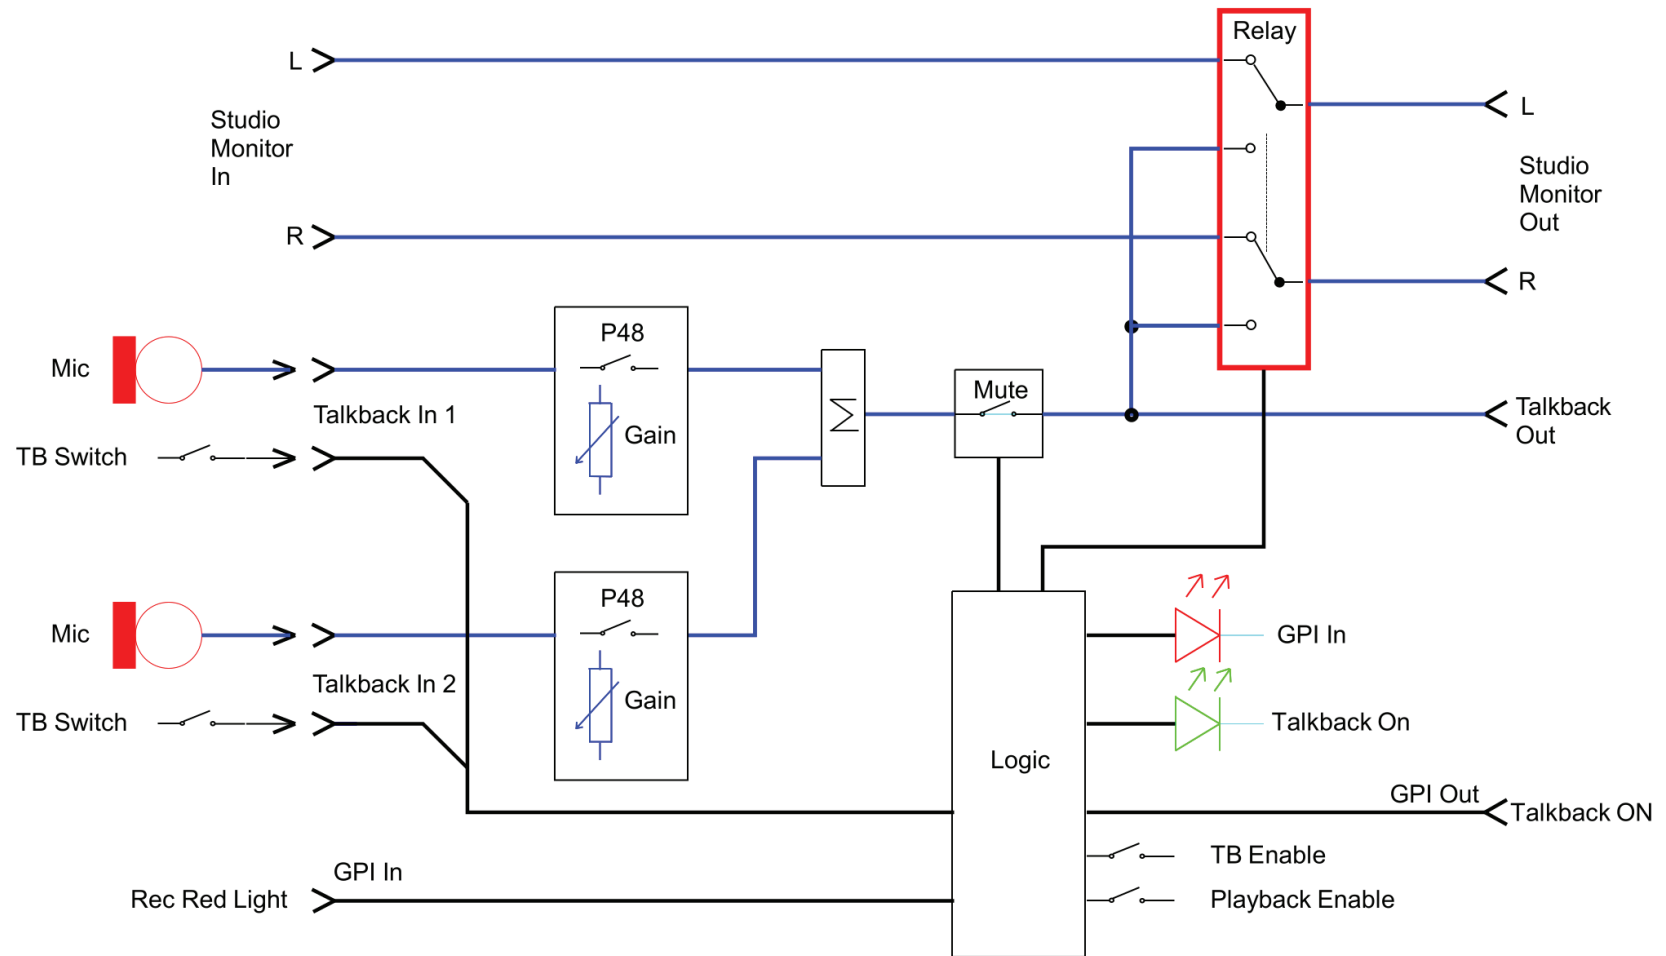 Relay
L
L
Studio
Monitor
In
Studio
Monitor
Out
R
R
P48
Mic
Talkback In 1
Gain
Σ
Mute
Talkback
Out
TB Switch
P48
Mic
GPI In
Talkback In 2
Gain
TB Switch
Talkback On
Logic
GPI Out
Talkback ON
TB Enable
GPI In
Rec Red Light
Playback Enable